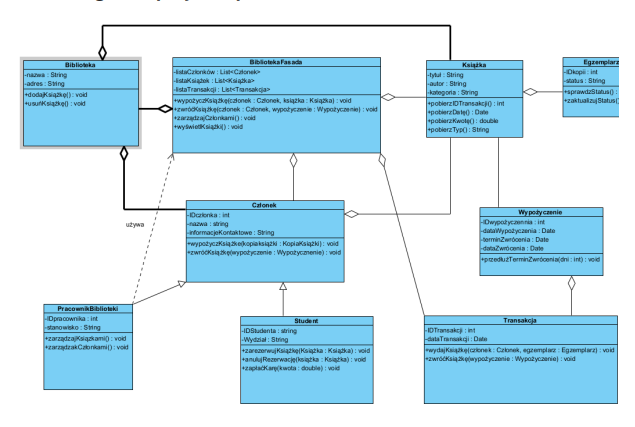 Biblioteka
-nazwa : String
-adres : String
+dodajKsiążkę() : void
+usuńKsiążkę() : void
BibliotekaFasada
-listaCzłonków : List<Członek>
-listaKsiążek : List<Książka>
-listaTransakcji : List<Transakcja>
+wypożyczKsiążkę(członek : Członek, książka : Książka) : void
+zwróćKsiążkę(członek : Członek, wypożyczenie : Wypożyczenie) : void
+zarządzajCzłonkami() : void
+wyświetlKsiążki() : void
Książka
-tytuł : String
-autor : String
-kategoria : String
+pobierzIDTransakcji() : int
+pobierzDatę() : Date
+pobierzKwotę() : double
+pobierzTyp() : String
Egzemplarz
-IDkopii : int
-status : String
+sprawdzStatus() :
+zaktualizujStatus()
używa
Członek
-IDczłonka : int
-nazwa : string
-informacjeKontaktowe : String
+wypożyczKsiążke(kopiaksiążki : KopiaKsiążki) : void
+zwróćKsiążkę(wypożyczenie : Wypożycznenie) : void
Wypożyczenie
-IDwypożyczennia : int
-dataWypożyczenia : Date
-terminZwrócenia : Date
-dataZwrócenia : Date
+przedłużTerminZwrócenia(dni : int) : void
PracownikBiblioteki
-IDpracownika : int
-stanowisko : String
+zarządzajKsiążkami() : void
+zarządzakCzłonkami() : void
Student
-IDStudenta : string
-Wydział : String
+zarezerwujKsiążkę(Książka : Książka) : void
+anulujRezerwację(książka : Książka) : void
+zapłaćKarę(kwota : double) : void
Transakcja
-IDTransakcji : int
-dataTransakcji : Date
+wydajKsiążkę(członek : Członek, egzemplarz : Egzemplarz) : void
+zwróćKsiążkę(wypożyczenie : Wypożyczenie) : void